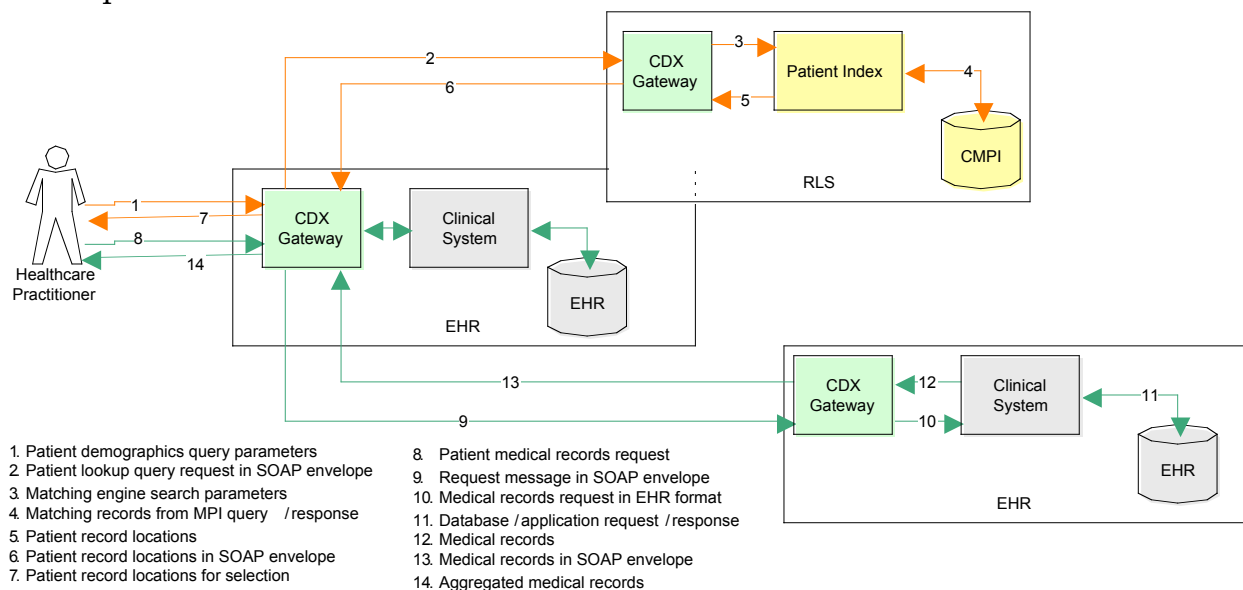 2
3
CDX
Gateway
Patient Index
4
6
5
CMPI
RLS
1
CDX
Gateway
Clinical
System
7
8
14
Healthcare
Practitioner
EHR
EHR
13
CDX
Gateway
12
Clinical
System
11
9
10
EHR
EHR
1. Patient demographics query parameters
2. Patient lookup query request in SOAP envelope
3. Matching engine search parameters
4. Matching records from MPI query / response
5. Patient record locations
6. Patient record locations in SOAP envelope
7. Patient record locations for selection
8. Patient medical records request
9. Request message in SOAP envelope
10. Medical records request in EHR format
11. Database / application request / response
12. Medical records
13. Medical records in SOAP envelope
14. Aggregated medical records